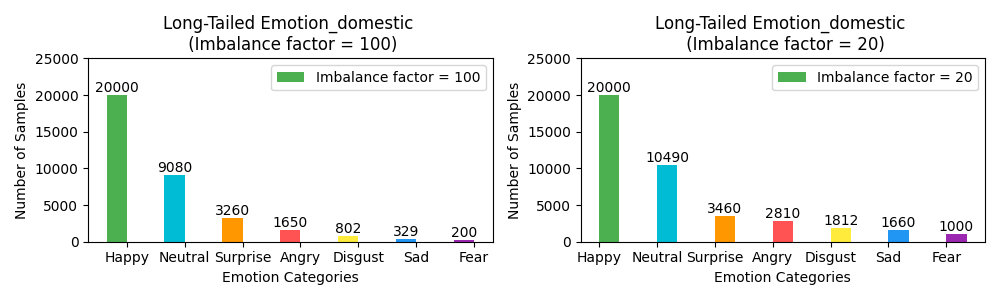 Long-Tailed Emotion_domestic
(Imbalance factor = 100)
Number of Samples
25000
20000
15000
10000
5000
0
Imbalance factor = 100
20000
9080
3260
1650
802
329
200
Happy Neutral Surprise Angry Disgust Sad Fear
Emotion Categories
Long-Tailed Emotion_domestic
(Imbalance factor = 20)
Number of Samples
25000
20000
15000
10000
5000
0
Imbalance factor = 20
20000
10490
3460
2810
1812
1660
1000
Happy Neutral Surprise Angry Disgust Sad Fear
Emotion Categories